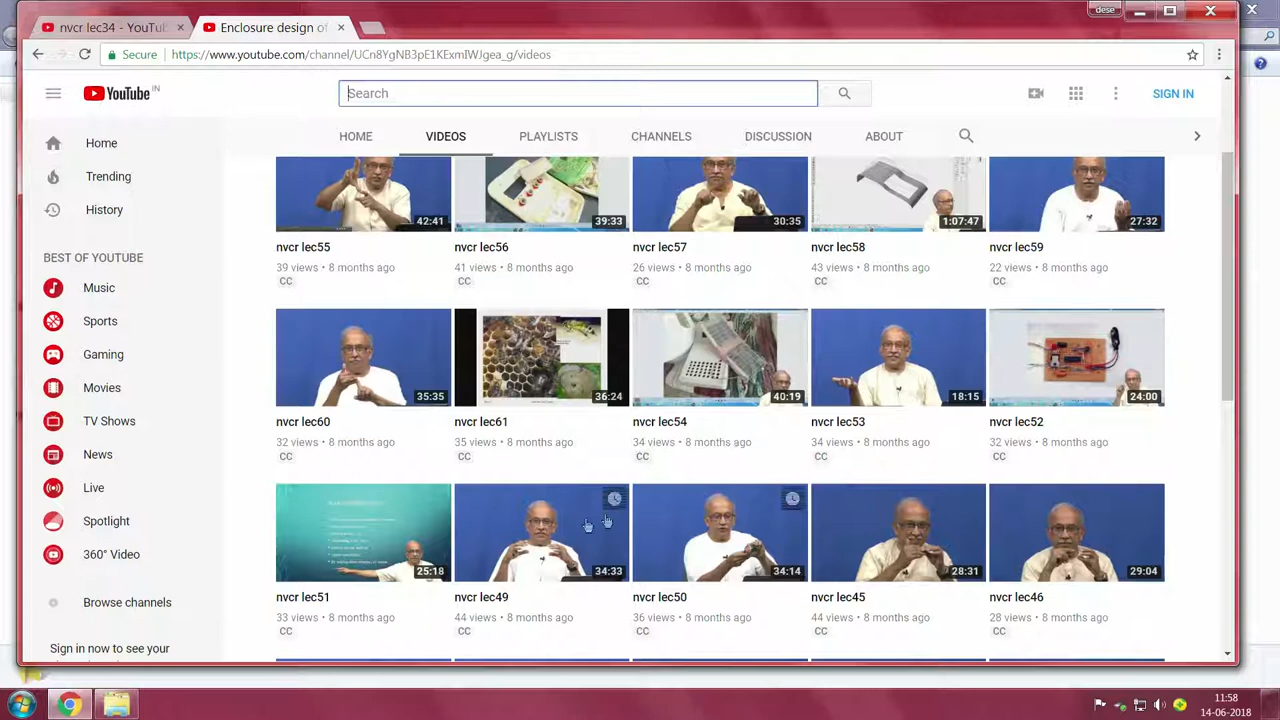 dese
nvcr lec34 - YouTu
Enclosure design of
Secure
https://www.youtube.com/channel/UCn8YgNB3pE1KExmIWJgea_g/videos
YouTube IN
Search
SIGN IN
HOME
VIDEOS
PLAYLISTS
CHANNELS
DISCUSSION
ABOUT
Home
Trending
History
BEST OF YOUTUBE
Music
Sports
Gaming
Movies
TV Shows
News
Live
Spotlight
360° Video
Browse channels
Sign in now to see your
42:41
39:33
30:35
1:07:47
27:32
nvcr lec55
nvcr lec56
nvcr lec57
nvcr lec58
nvcr lec59
39 views • 8 months ago
41 views • 8 months ago
26 views • 8 months ago
43 views • 8 months ago
22 views • 8 months ago
CC
CC
CC
CC
CC
35:35
36:24
40:19
18:15
24:00
nvcr lec60
nvcr lec61
nvcr lec54
nvcr lec53
nvcr lec52
32 views • 8 months ago
35 views • 8 months ago
34 views • 8 months ago
34 views • 8 months ago
32 views • 8 months ago
CC
CC
CC
CC
CC
25:18
34:33
34:14
28:31
29:04
nvcr lec51
nvcr lec49
nvcr lec50
nvcr lec45
nvcr lec46
33 views • 8 months ago
44 views • 8 months ago
36 views • 8 months ago
45 views • 8 months ago
28 views • 8 months ago
CC
CC
CC
CC
CC
11:58
14-06-2018